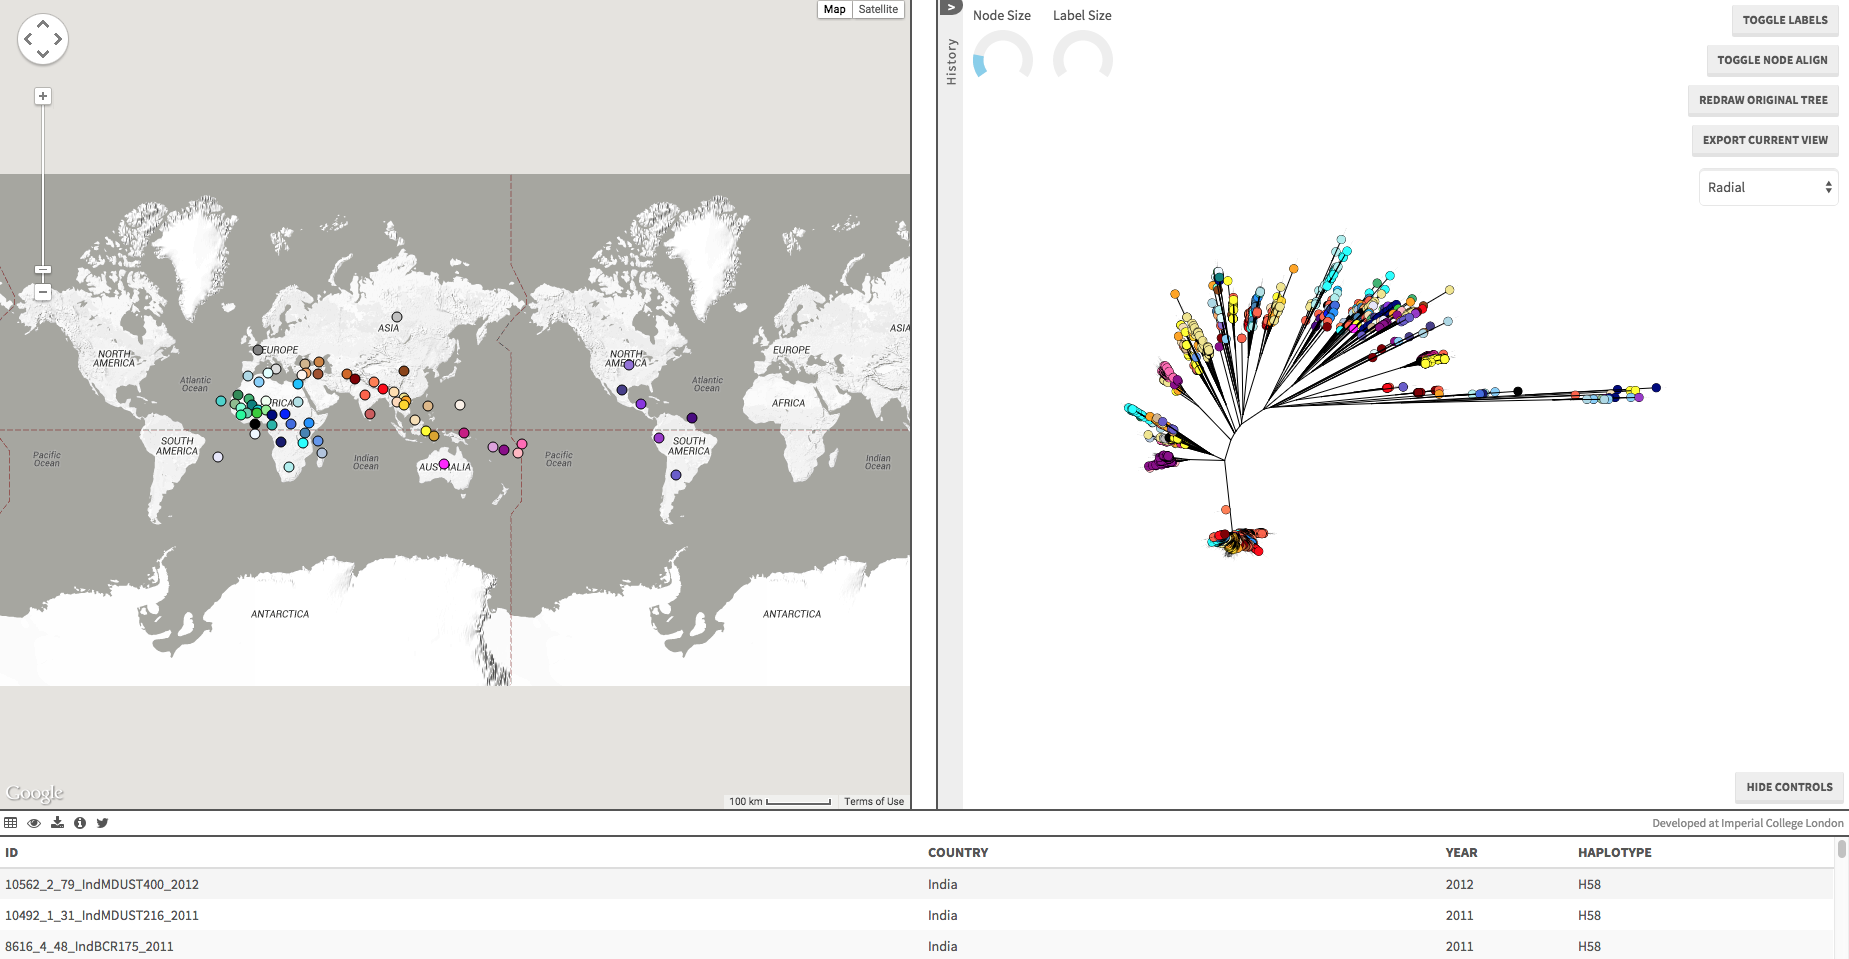 Map Satellite
NORTH AMERICA
Atlantic Ocean
EUROPE
ASIA
AFRICA
SOUTH AMERICA
Pacific Ocean
Indian Ocean
AUSTRALIA
ANTARCTICA
NORTH AMERICA
Atlantic Ocean
EUROPE
ASIA
AFRICA
SOUTH AMERICA
Pacific Ocean
Indian Ocean
ANTARCTICA
Google
100 km
Terms of Use
>
History
Node Size Label Size
TOGGLE LABELS
TOGGLE NODE ALIGN
REDRAW ORIGINAL TREE
EXPORT CURRENT VIEW
Radial
HIDE CONTROLS
Developed at Imperial College London
ID COUNTRY YEAR HAPLOTYPE
10562_2_79_IndMDUST400_2012 India 2012 H58
10492_1_31_IndMDUST216_2011 India 2011 H58
8616_4_48_IndBCR175_2011 India 2011 H58